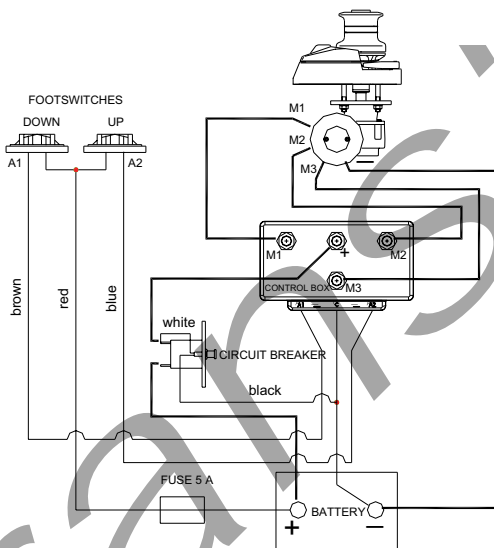 M1
FOOTSWITCHES
DOWN UP
M2
A1 A2
M3
M1 + M2
CONTROL BOX M3
A1 — C — A2
brown
red
blue
white
CIRCUIT BREAKER
black
FUSE 5 A
+ BATTERY —